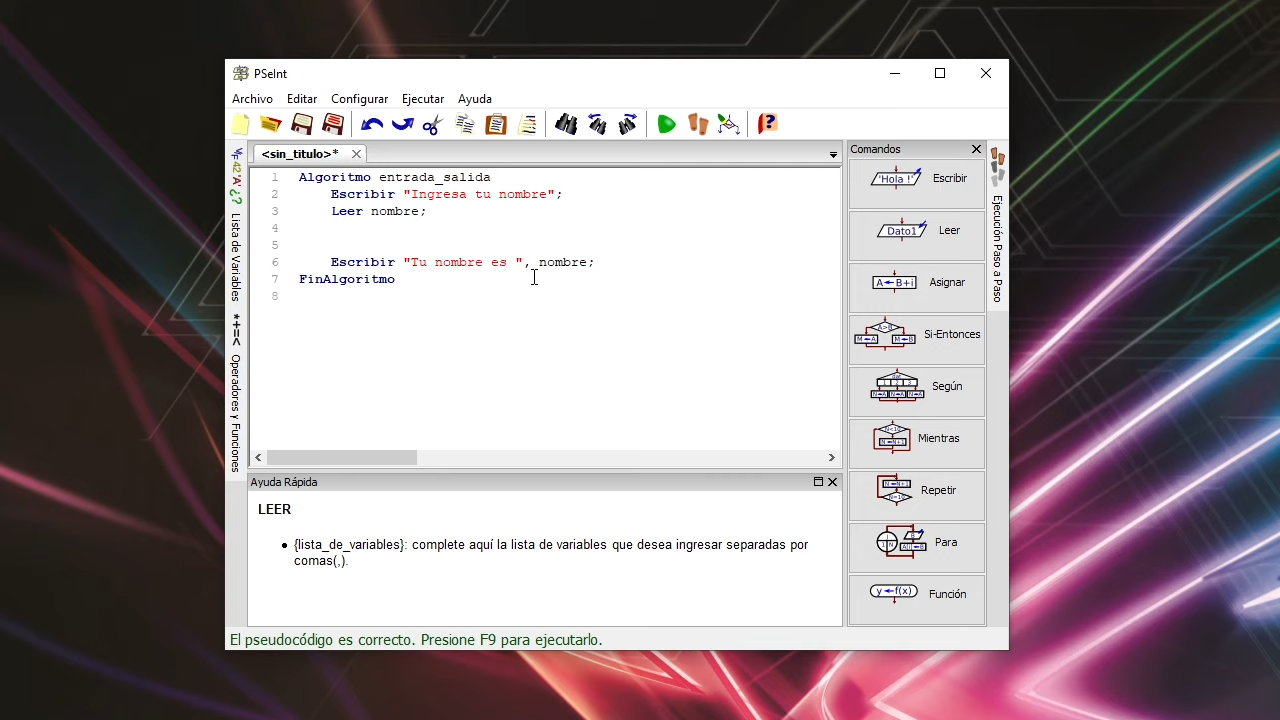 PSeInt
Archivo Editar Configurar Ejecutar Ayuda
<sin_titulo>*
1 Algoritmo entrada_salida
2 Escribir "Ingresa tu nombre";
3 Leer nombre;
4
5
6 Escribir "Tu nombre es ", nombre;
7 FinAlgoritmo
8
Lista de Variables
*+=<
Operadores y Funciones
Comandos
'Hola !' Escribir
Dato1 Leer
A←B+i Asignar
A>B M←A M←B Si-Entonces
Según
Mientras
Repetir
Para
y←f(x) Función
Ejecución Paso a Paso
Ayuda Rápida
LEER
• {lista_de_variables}: complete aquí la lista de variables que desea ingresar separadas por
comas(,).
El pseudocódigo es correcto. Presione F9 para ejecutarlo.